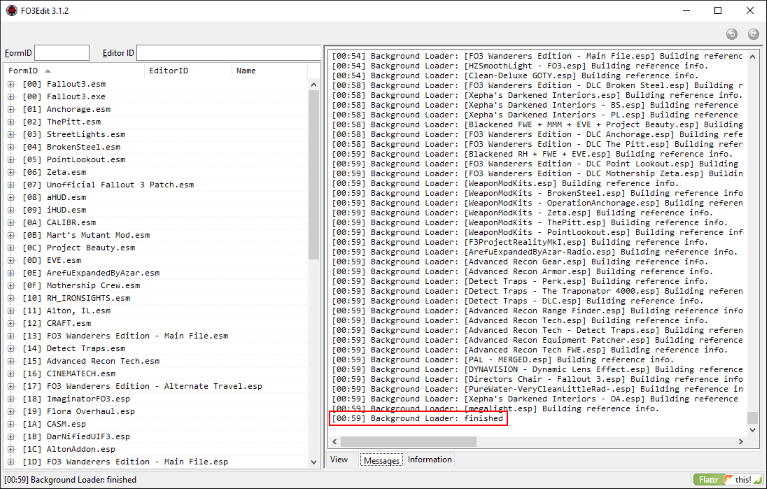 FO3Edit 3.1.2
FormID
Editor ID
FormID EditorID Name
[00] Fallout3.esm
[00] Fallout3.exe
[01] Anchorage.esm
[02] ThePitt.esm
[03] StreetLights.esm
[04] BrokenSteel.esm
[05] PointLookout.esm
[06] Zeta.esm
[07] Unofficial Fallout 3 Patch.esm
[08] aHUD.esm
[09] iHUD.esm
[0A] CALIBR.esm
[0B] Mart's Mutant Mod.esm
[0C] Project Beauty.esm
[0D] EVE.esm
[0E] ArefuExpandedByAzar.esm
[0F] Mothership Crew.esm
[10] RH_IRONSIGHTS.esm
[11] Alton, IL.esm
[12] CRAFT.esm
[13] FO3 Wanderers Edition - Main File.esm
[14] Detect Traps.esm
[15] Advanced Recon Tech.esm
[16] CINEMATECH.esm
[17] FO3 Wanderers Edition - Alternate Travel.esp
[18] ImaginatorFO3.esp
[19] Flora Overhaul.esp
[1A] CASM.esp
[1B] DarNifiedUIF3.esp
[1C] AltonAddon.esp
[1D] FO3 Wanderers Edition - Main File.esp
[00:54] Background Loader: [FO3 Wanderers Edition - Main File.esp] Building referenc
[00:54] Background Loader: [HZSmoothLight - FO3.esp] Building reference info.
[00:54] Background Loader: [Clean-Deluxe GOTY.esp] Building reference info.
[00:58] Background Loader: [FO3 Wanderers Edition - DLC Broken Steel.esp] Building r
[00:58] Background Loader: [Xepha's Darkened Interiors.esp] Building reference info.
[00:58] Background Loader: [Xepha's Darkened Interiors - BS.esp] Building reference
[00:58] Background Loader: [Xepha's Darkened Interiors - PL.esp] Building reference
[00:58] Background Loader: [Blackened FWE + MMM + EVE + Project Beauty.esp] Building
[00:58] Background Loader: [FO3 Wanderers Edition - DLC Anchorage.esp] Building refe
[00:58] Background Loader: [FO3 Wanderers Edition - DLC The Pitt.esp] Building refer
[00:59] Background Loader: [Blackened RH + FWE + EVE.esp] Building reference info.
[00:59] Background Loader: [FO3 Wanderers Edition - DLC Point Lookout.esp] Building
[00:59] Background Loader: [FO3 Wanderers Edition - DLC Mothership Zeta.esp] Buildin
[00:59] Background Loader: [WeaponModKits.esp] Building reference info.
[00:59] Background Loader: [WeaponModKits - BrokenSteel.esp] Building reference info
[00:59] Background Loader: [WeaponModKits - OperationAnchorage.esp] Building referen
[00:59] Background Loader: [WeaponModKits - Zeta.esp] Building reference info.
[00:59] Background Loader: [WeaponModKits - ThePitt.esp] Building reference info.
[00:59] Background Loader: [WeaponModKits - PointLookout.esp] Building reference inf
[00:59] Background Loader: [F3ProjectRealityMkI.esp] Building reference info.
[00:59] Background Loader: [ArefuExpandedByAzar-Radio.esp] Building reference info.
[00:59] Background Loader: [Advanced Recon Gear.esp] Building reference info.
[00:59] Background Loader: [Advanced Recon Armor.esp] Building reference info.
[00:59] Background Loader: [Detect Traps - Perk.esp] Building reference info.
[00:59] Background Loader: [Detect Traps - The Traponator 4000.esp] Building referen
[00:59] Background Loader: [Detect Traps - DLC.esp] Building reference info.
[00:59] Background Loader: [Advanced Recon Range Finder.esp] Building reference info
[00:59] Background Loader: [Advanced Recon Tech.esp] Building reference info.
[00:59] Background Loader: [Advanced Recon Tech - Detect Traps.esp] Building referen
[00:59] Background Loader: [Advanced Recon Equipment Patcher.esp] Building reference
[00:59] Background Loader: [Advanced Recon Tech FWE.esp] Building reference info.
[00:59] Background Loader: [PAL - MERGED.esp] Building reference info.
[00:59] Background Loader: [DYNAVISION - Dynamic Lens Effect.esp] Building reference
[00:59] Background Loader: [Directors Chair - Fallout 3.esp] Building reference info
[00:59] Background Loader: [PureWater-VeryCleanLittleRad-.esp] Building reference in
[00:59] Background Loader: [Xepha's Darkened Interiors - OA.esp] Building reference
[00:59] Background Loader: [megalight.esp] Building reference info.
[00:59] Background Loader: finished
View Messages Information
[00:59] Background Loader: finished
Flattr this!